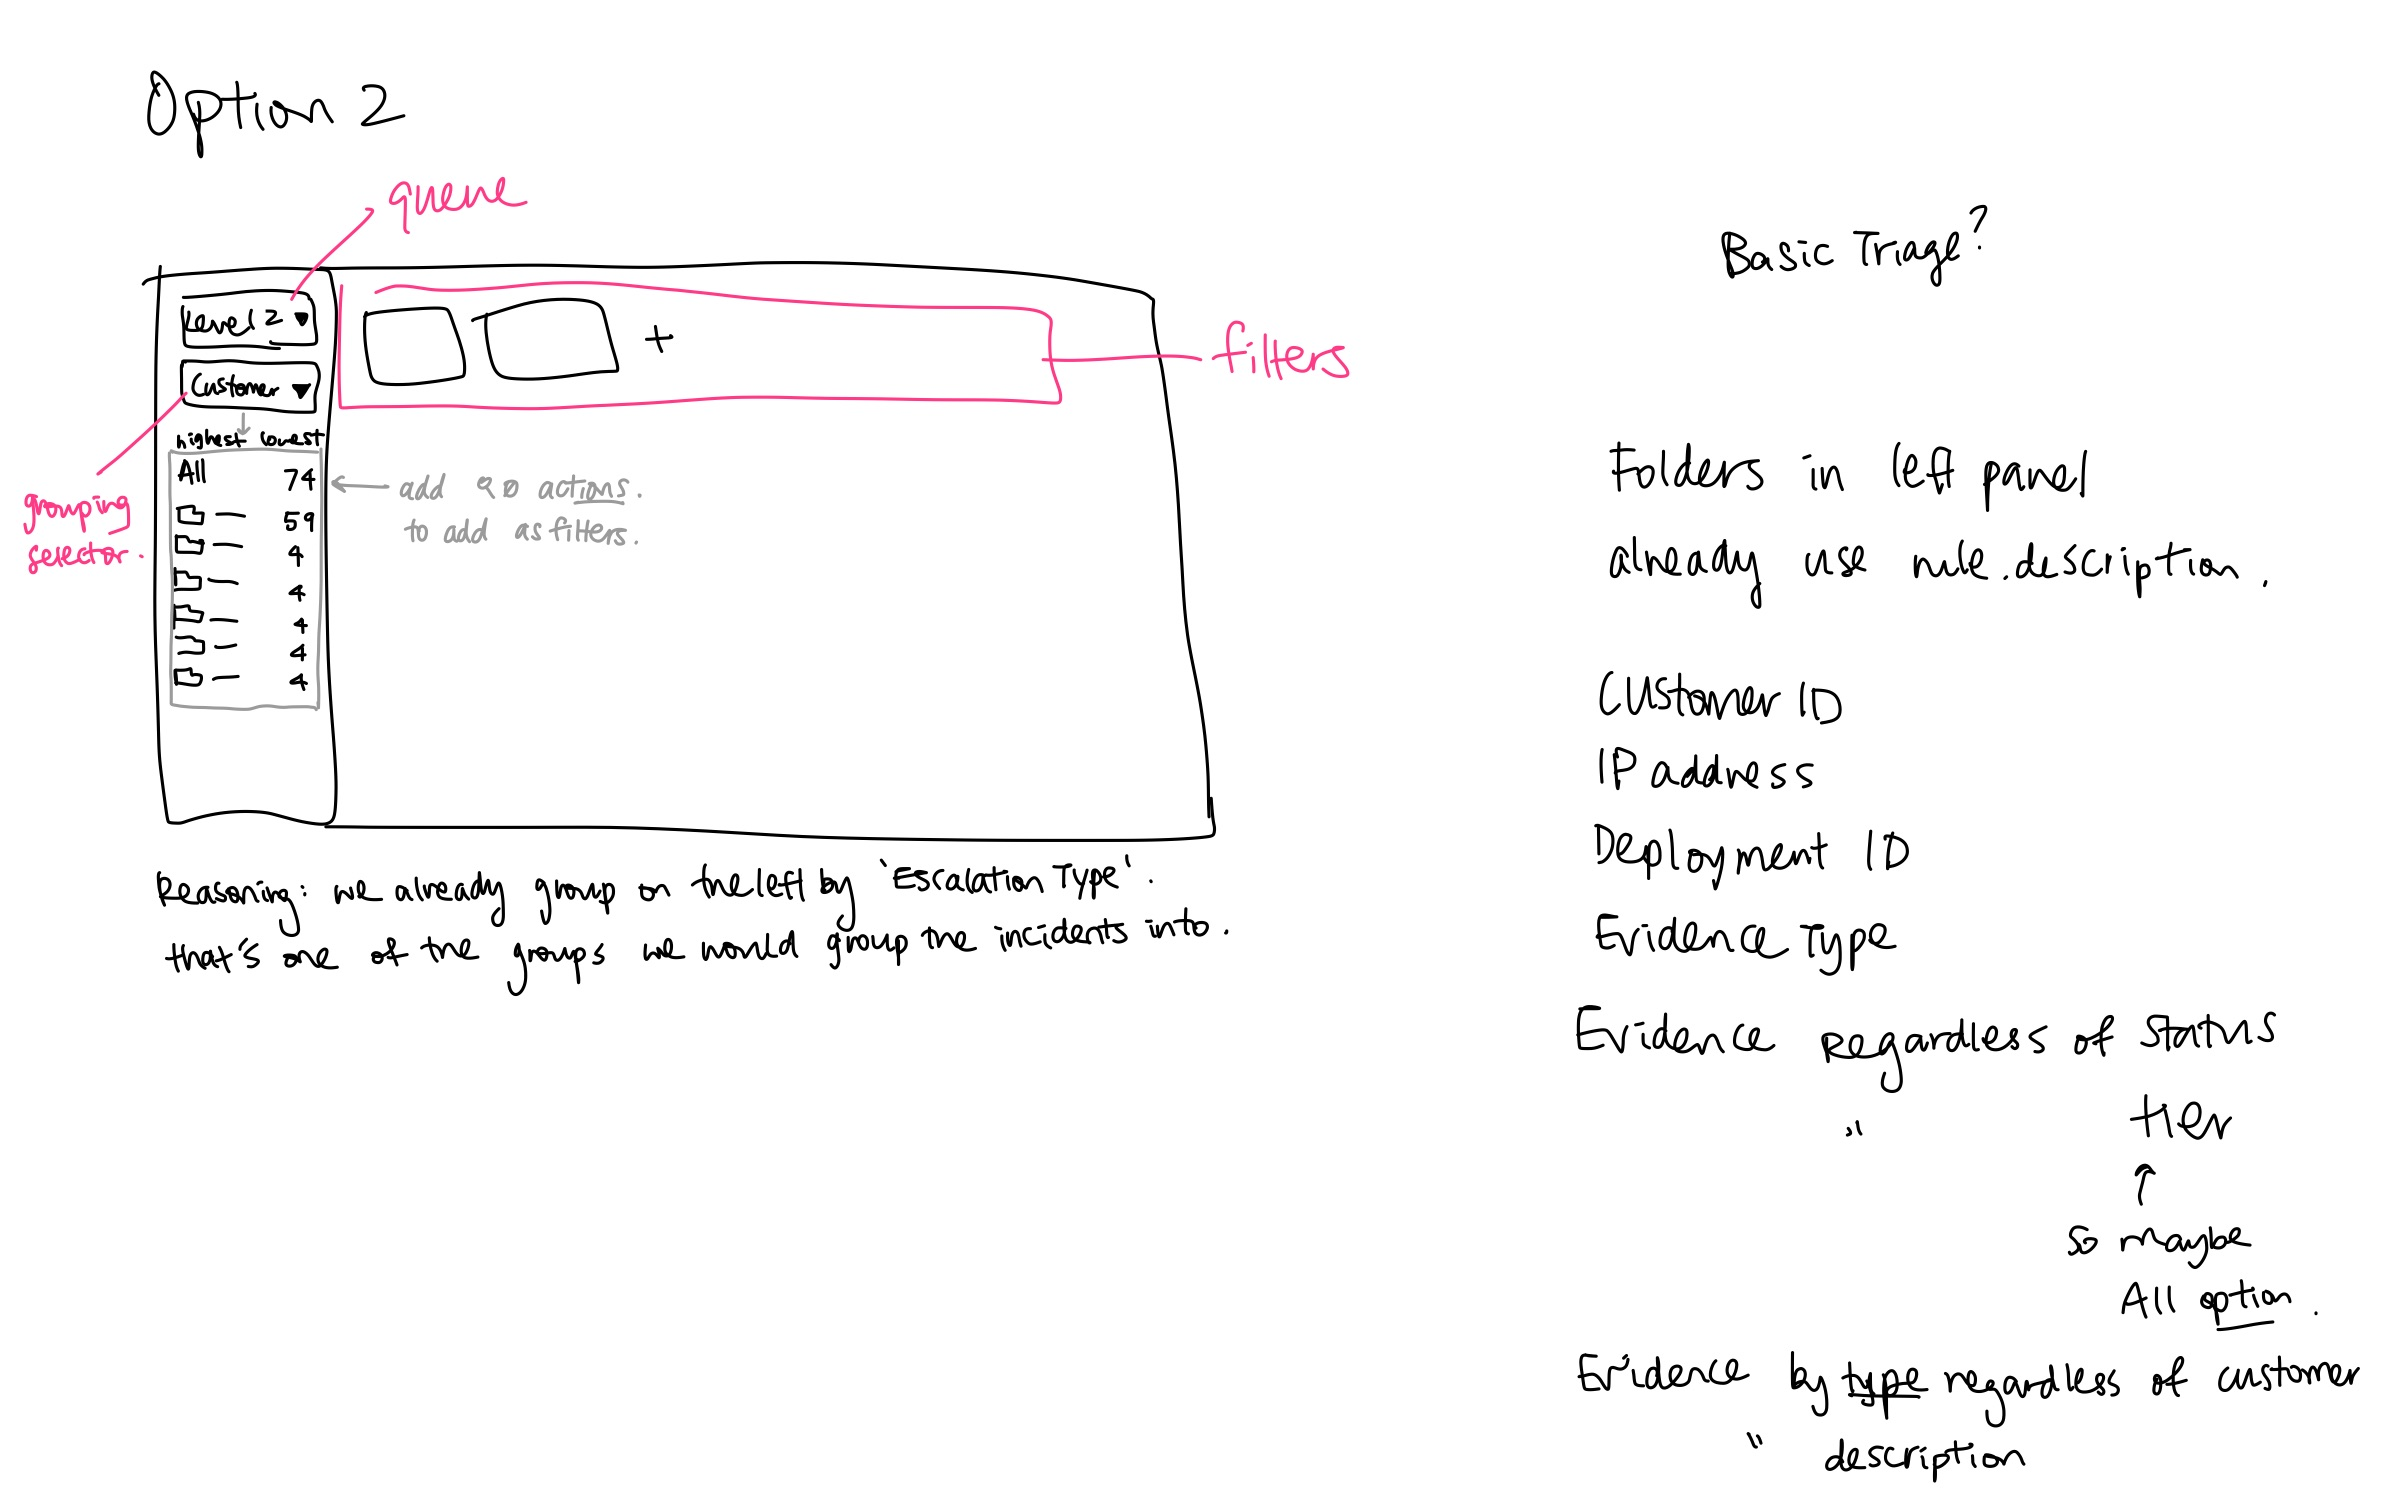 Option 2
queue
Level 2
Customer
highest lowest
All 74
59
4
4
4
4
4
grouping
selector.
+
filters
add actions.
to add as filters.
Reasoning: we already group on the left by 'Escalation Type'.
that's one of the groups we would group the incidents into.
Basic Triage?
Folders in left panel
already use rule.description.
Customer ID
IP address
Deployment ID
Evidence Type
Evidence Regardless of Status
" tier
so maybe
All option.
Evidence by type regardless of customer
" description